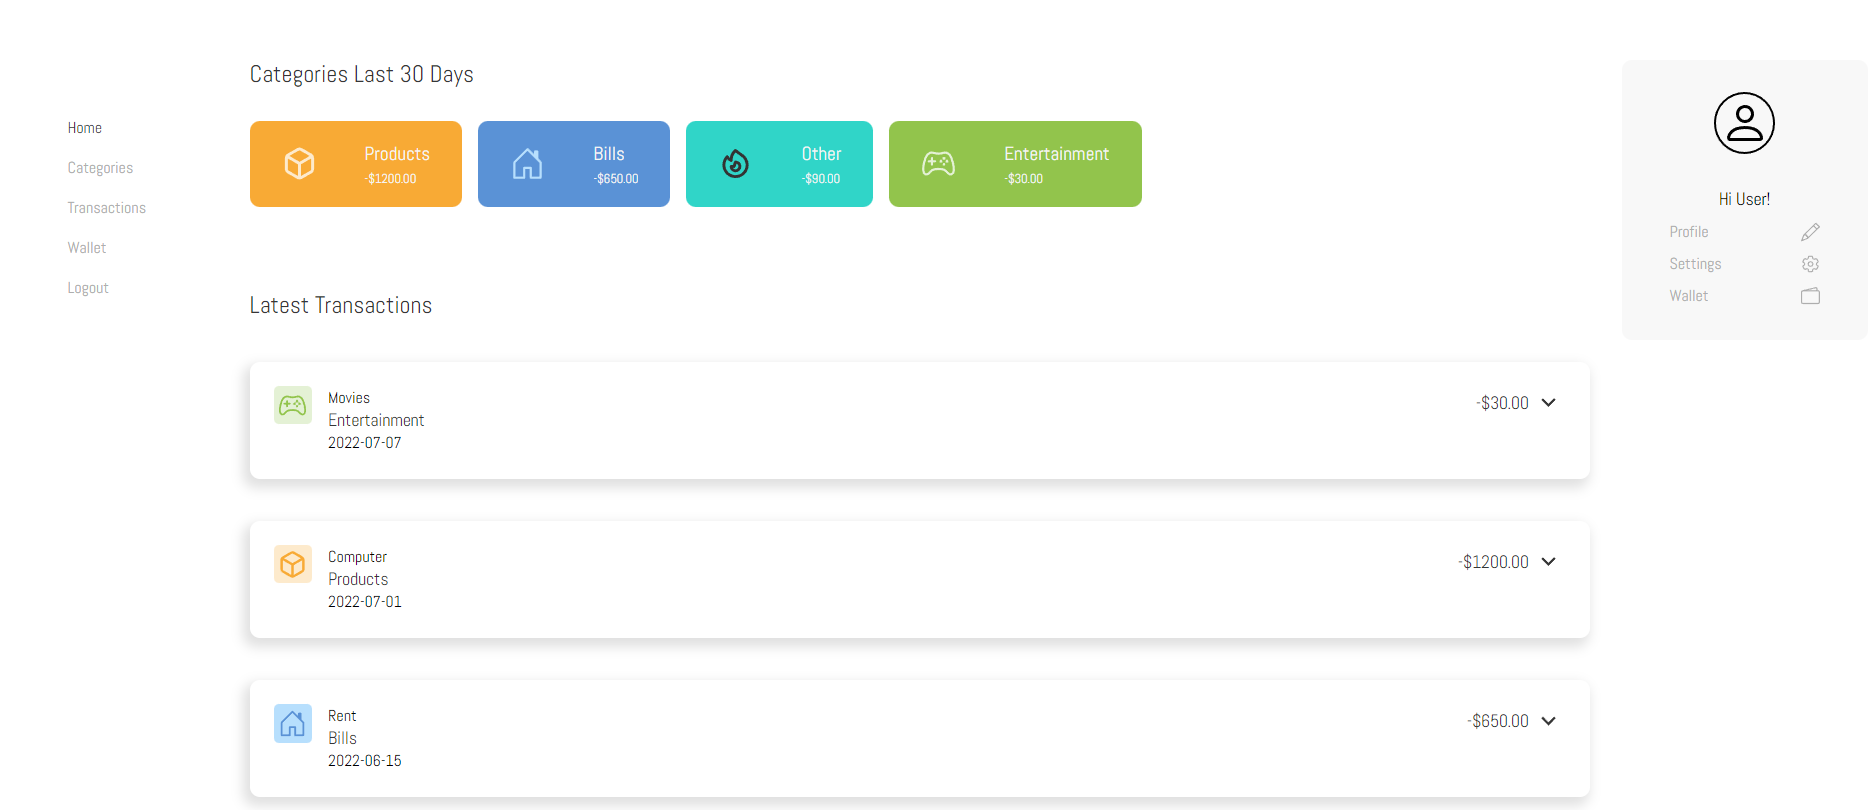 Home
Categories
Transactions
Wallet
Logout
Categories Last 30 Days
Products
-$1200.00
Bills
-$650.00
Other
-$90.00
Entertainment
-$30.00
Latest Transactions
Movies
Entertainment
2022-07-07
-$30.00
Computer
Products
2022-07-01
-$1200.00
Rent
Bills
2022-06-15
-$650.00
Hi User!
Profile
Settings
Wallet